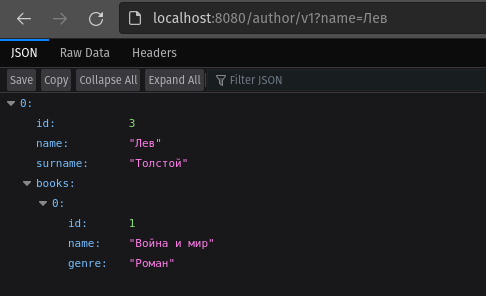 localhost:8080/author/v1?name=Лев
JSON Raw Data Headers
Save Copy Collapse All Expand All Filter JSON
0:
id: 3
name: "Лев"
surname: "Толстой"
books:
0:
id: 1
name: "Война и мир"
genre: "Роман"